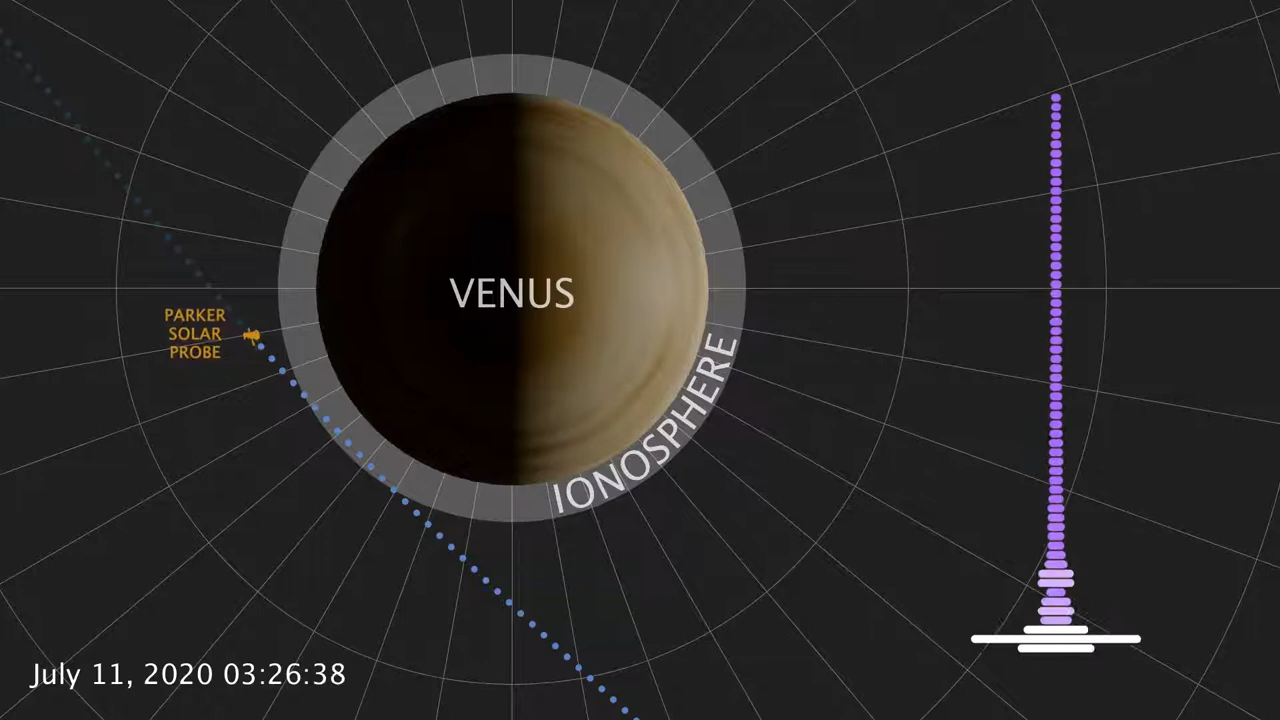 VENUS
PARKER
SOLAR
PROBE
IONOSPHERE
July 11, 2020 03:26:38